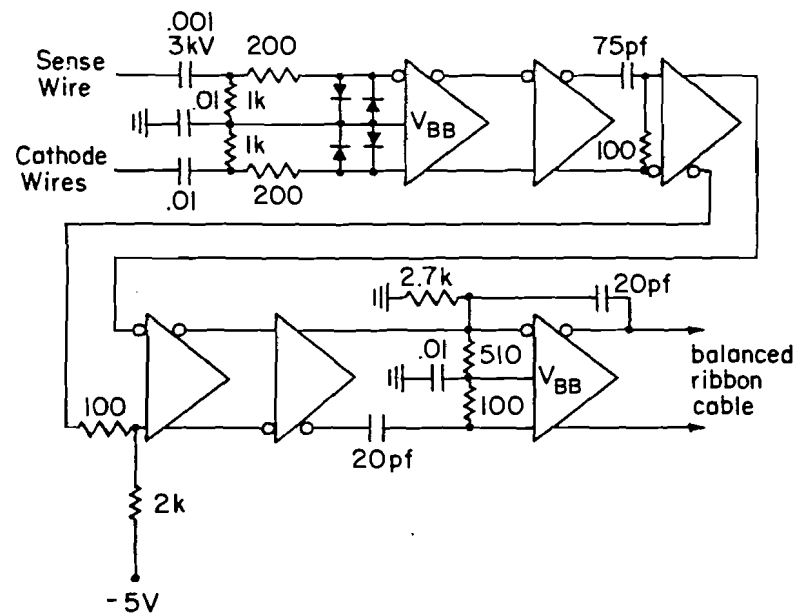 .001
3kV
200
75pf
Sense
Wire
.01
1k
V_BB
1k
100
Cathode
Wires
.01
200
2.7k
20pf
.01
510
balanced
ribbon
cable
V_BB
100
100
20pf
2k
-5V